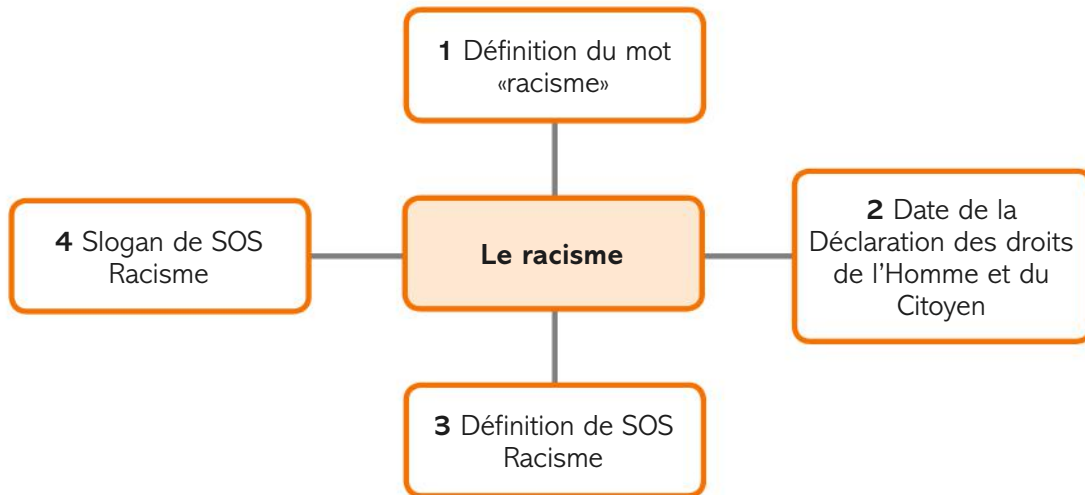 1 Définition du mot
«racisme»
4 Slogan de SOS
Racisme
Le racisme
2 Date de la
Déclaration des droits
de l’Homme et du
Citoyen
3 Définition de SOS
Racisme